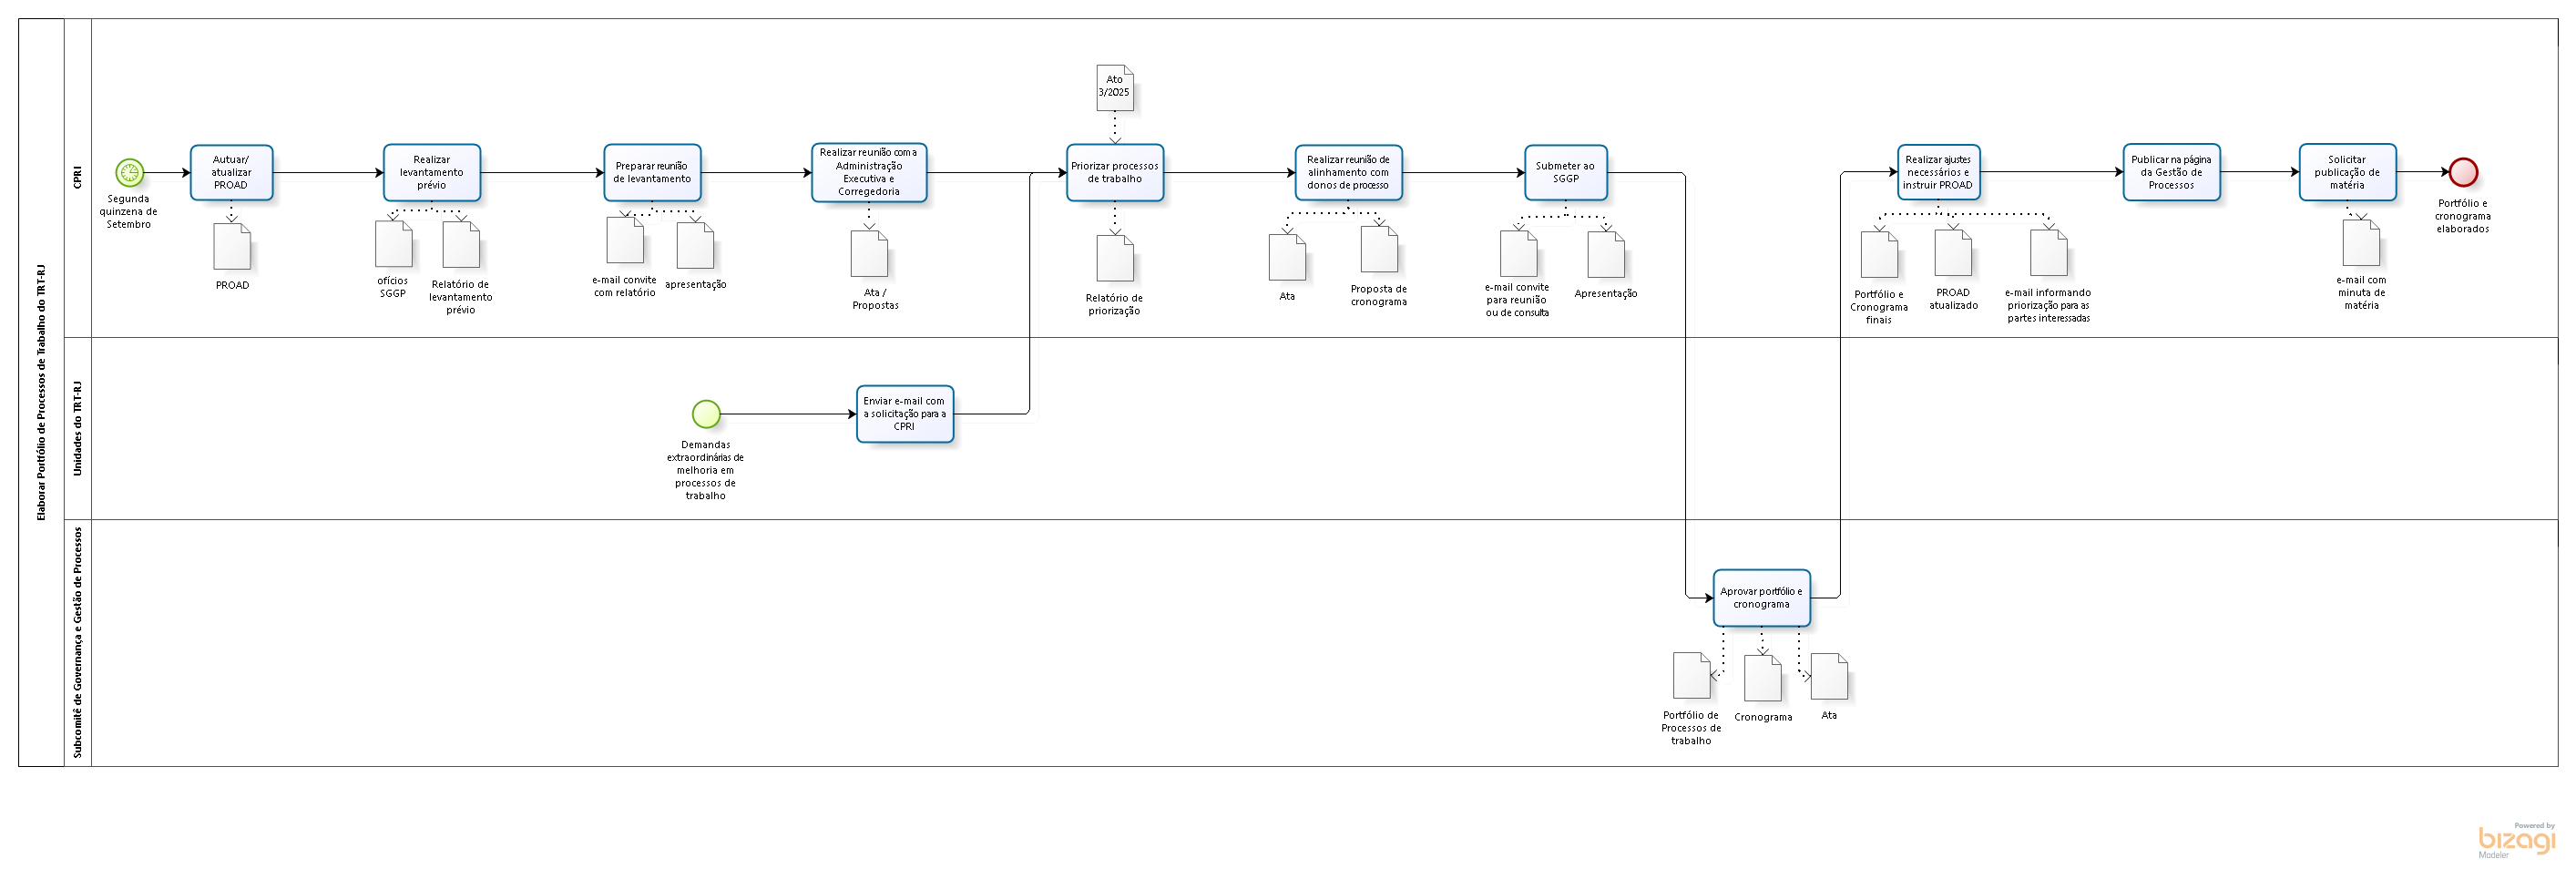 Elaborar Portfólio de Processos de Trabalho do TRT-RJ
CPRI
Segunda
quinzena de
Setembro
Autuar/
atualizar
PROAD
PROAD
Realizar
levantamento
prévio
ofícios
SGGP
Relatório de
levantamento
prévio
Preparar reunião
de levantamento
e-mail convite
com relatório
apresentação
Realizar reunião com a
Administração
Executiva e
Corregedoria
Ata /
Propostas
Ato
3/2025
Priorizar processos
de trabalho
Relatório de
priorização
Realizar reunião de
alinhamento com
donos de processo
Ata
Proposta de
cronograma
Submeter ao
SGGP
e-mail convite
para reunião
ou de consulta
Apresentação
Realizar ajustes
necessários e
instruir PROAD
Portfólio e
Cronograma
finais
PROAD
atualizado
e-mail informando
priorização para as
partes interessadas
Publicar na página
da Gestão de
Processos
Solicitar
publicação de
matéria
e-mail com
minuta de
matéria
Portfólio e
cronograma
elaborados
Unidades do TRT-RJ
Demandas
extraordinárias de
melhoria em
processos de
trabalho
Enviar e-mail com
a solicitação para a
CPRI
Subcomitê de Governança e Gestão de Processos
Aprovar portfólio e
cronograma
Portfólio de
Processos de
trabalho
Cronograma
Ata
Powered by
bizagi
Modeler